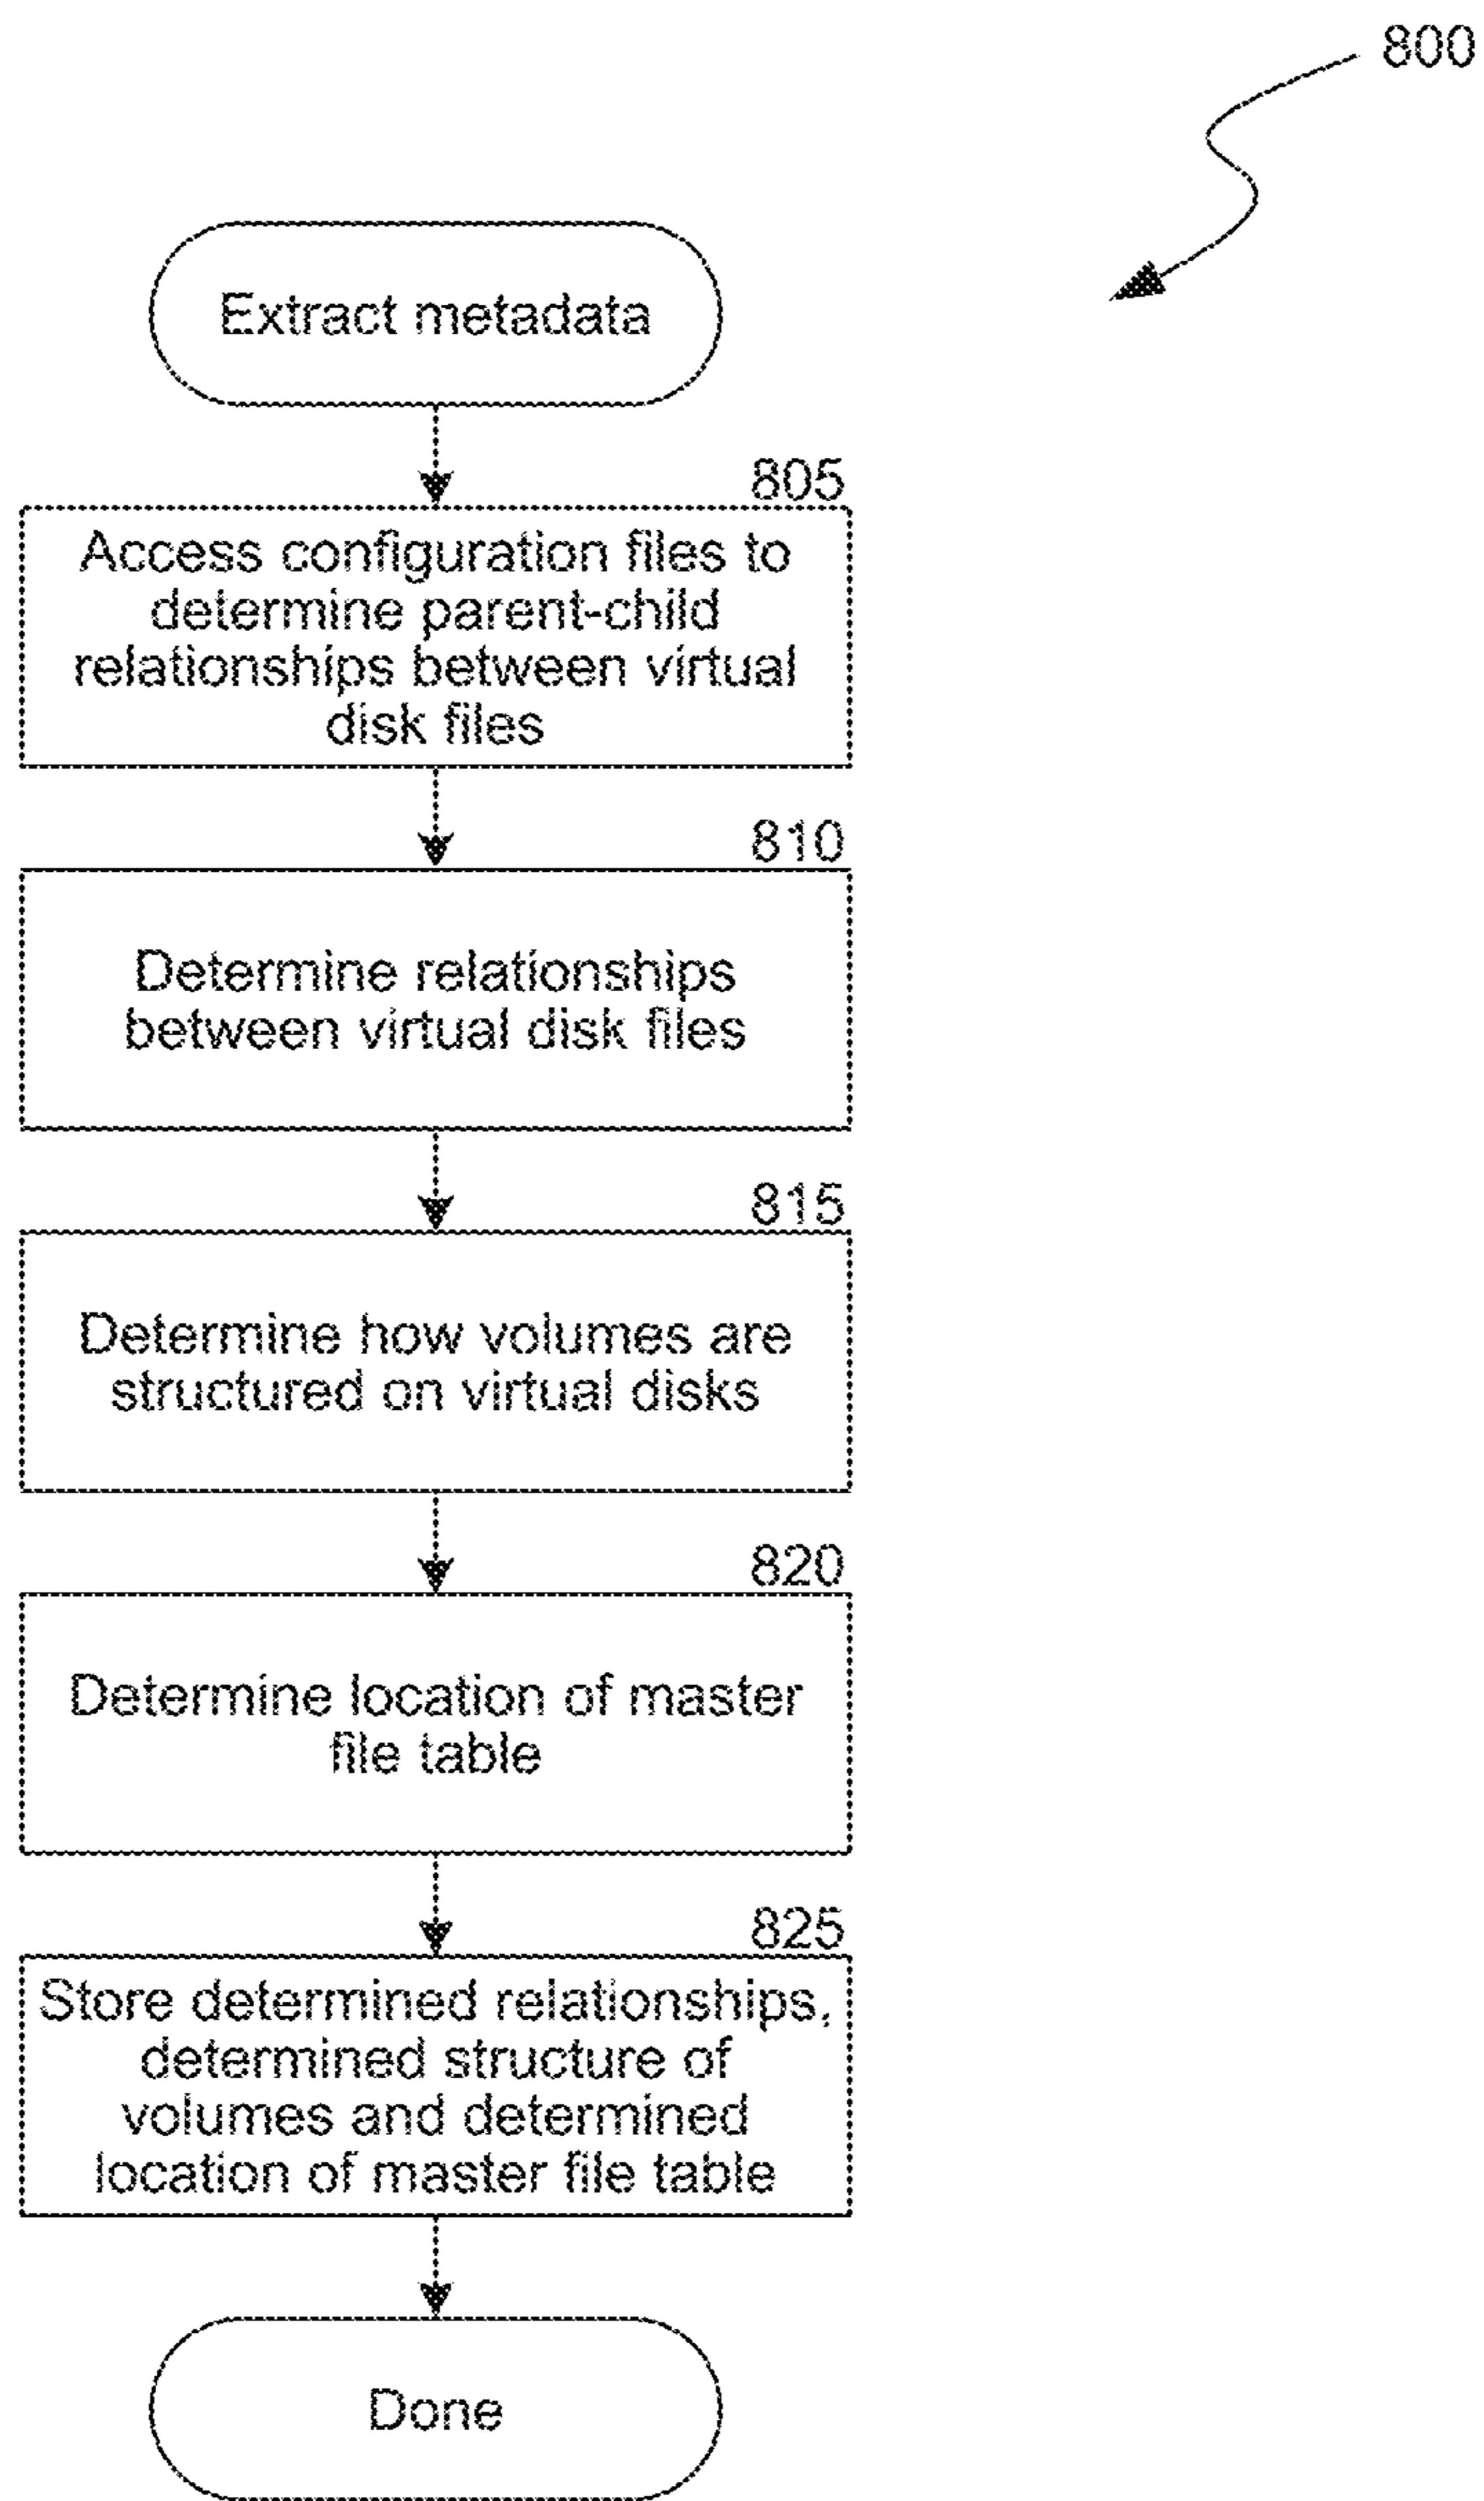 800
Extract metadata
805
Access configuration files to
determine parent-child
relationships between virtual
disk files
810
Determine relationships
between virtual disk files
815
Determine how volumes are
structured on virtual disks
820
Determine location of master
file table
825
Store determined relationships,
determined structure of
volumes and determined
location of master file table
Done